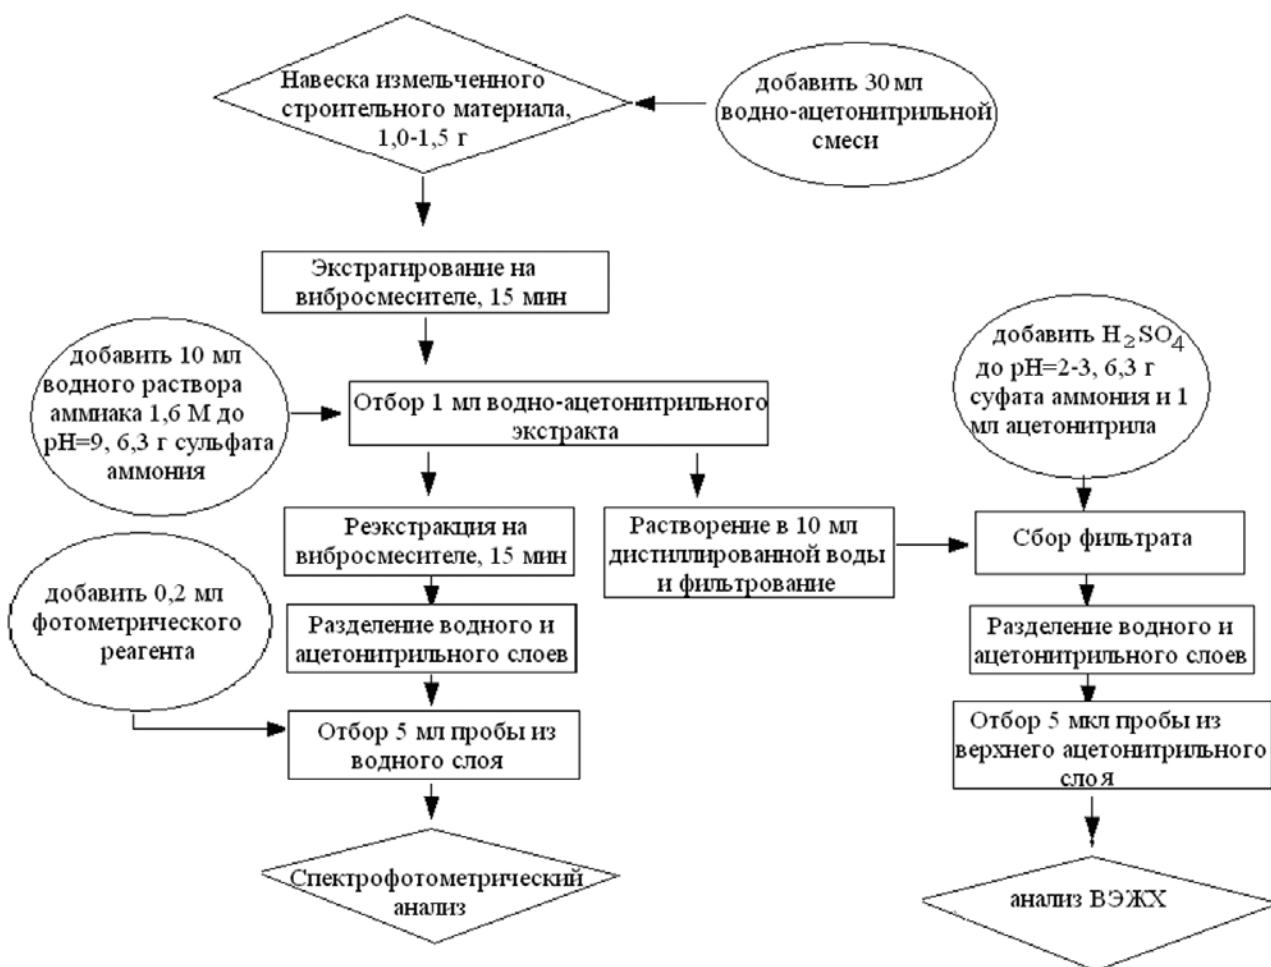 Навеска измельченного
строительного материала,
1,0-1,5 г
добавить 30 мл
водно-ацетонитрильной
смеси
Экстрагирование на
вибросмесителе, 15 мин
добавить 10 мл
водного раствора
аммиака 1,6 М до
рН=9, 6,3 г сульфата
аммония
Отбор 1 мл водно-ацетонитрильного
экстракта
добавить H₂SO₄
до рН=2-3, 6,3 г
суфата аммония и 1
мл ацетонитрила
Реэкстракция на
вибросмесителе, 15 мин
Растворение в 10 мл
дистиллированной воды
и фильтрование
Сбор фильтрата
добавить 0,2 мл
фотометрического
реагента
Разделение водного и
ацетонитрильного слоев
Разделение водного и
ацетонитрильного слоев
Отбор 5 мл пробы из
водного слоя
Отбор 5 мкл пробы из
верхнего ацетонитрильного
слоя
Спектрофотометрический
анализ
анализ ВЭЖХ